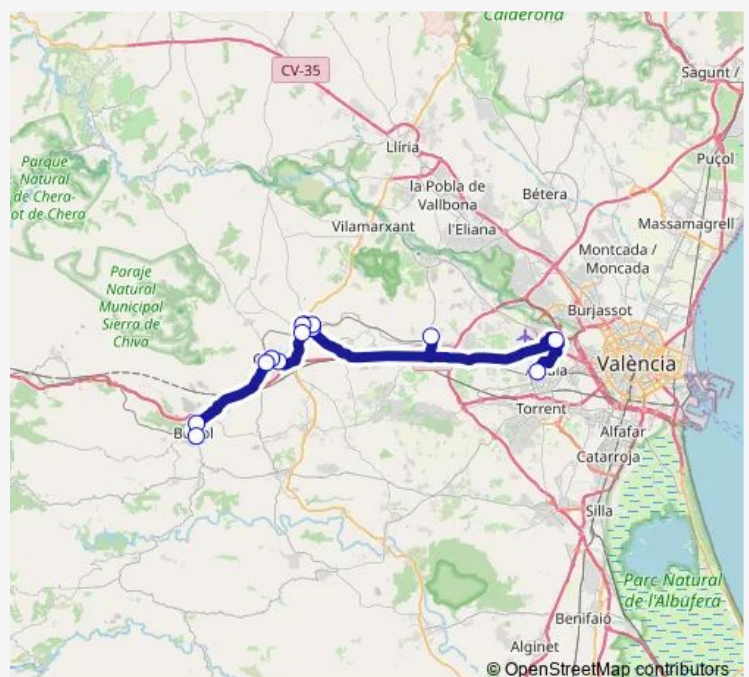 Calderona
CV-35
Sagunt /
Llíria
Puçol
Parque
Natural
de Chera-
ot de Chera
la Pobla de
Vallbona
Bétera
Vilamarxant
l'Eliana
Massamagrell
Montcada /
Moncada
Paraje
Natural
Municipal
Sierra de
Chiva
Burjassot
València
Torrent
Alfafar
Catarroja
Silla
Parc Natural
de l'Albufera
Benifaió
Alginet
© OpenStreetMap contributors